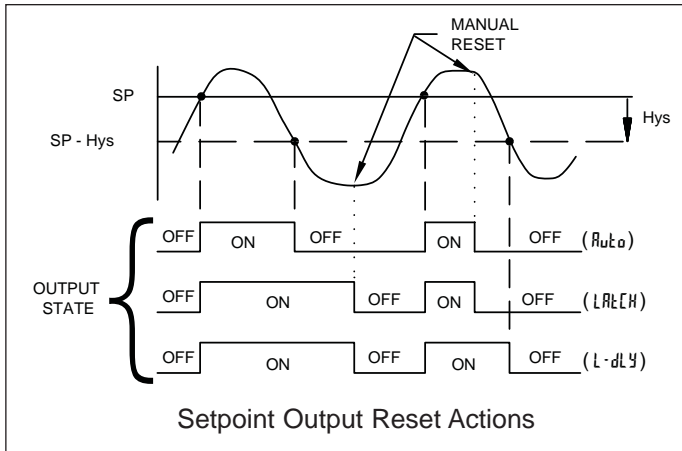 MANUAL
RESET
SP
Hys
SP - Hys
OUTPUT
STATE
OFF ON OFF ON OFF (Auto)
OFF ON OFF ON OFF (LAtCH)
OFF ON OFF ON OFF (L-dLY)
Setpoint Output Reset Actions